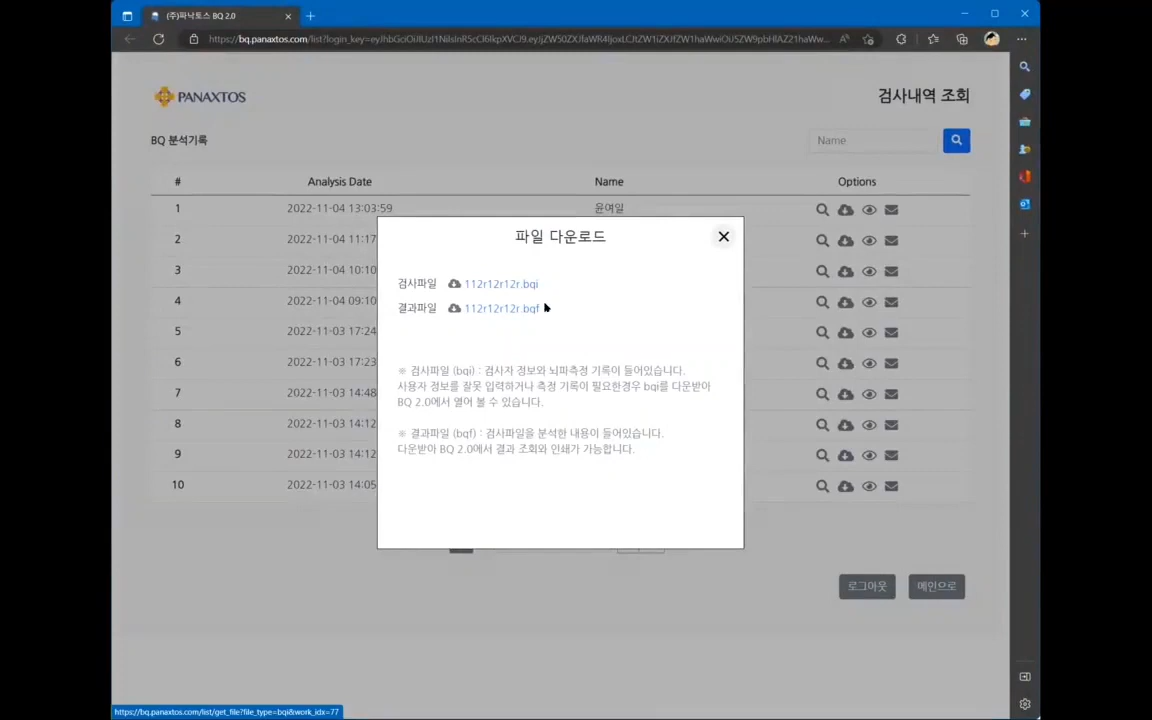 (주)파낙토스 BQ 2.0
PANAXTOS
검사내역 조회
BQ 분석기록
Name
# Analysis Date Name Options
1 2022-11-04 13:03:59 윤여일
2 2022-11-04 11:17
3 2022-11-04 10:10
4 2022-11-04 09:10
5 2022-11-03 17:24
6 2022-11-03 17:23
7 2022-11-03 14:48
8 2022-11-03 14:12
9 2022-11-03 14:12
10 2022-11-03 14:05
파일 다운로드
검사파일 112r12r12r.bqi
결과파일 112r12r12r.bqf
※ 검사파일 (bqi) : 검사자 정보와 뇌파측정 기록이 들어있습니다.
사용자 정보를 잘못 입력하거나 측정 기록이 필요한경우 bqi를 다운받아
BQ 2.0에서 열어 볼 수 있습니다.
※ 결과파일 (bqf) : 검사파일을 분석한 내용이 들어있습니다.
다운받아 BQ 2.0에서 결과 조회와 인쇄가 가능합니다.
로그아웃 메인으로
https://bq.panaxtos.com/list/get_file?file_type=bqi&work_idx=77